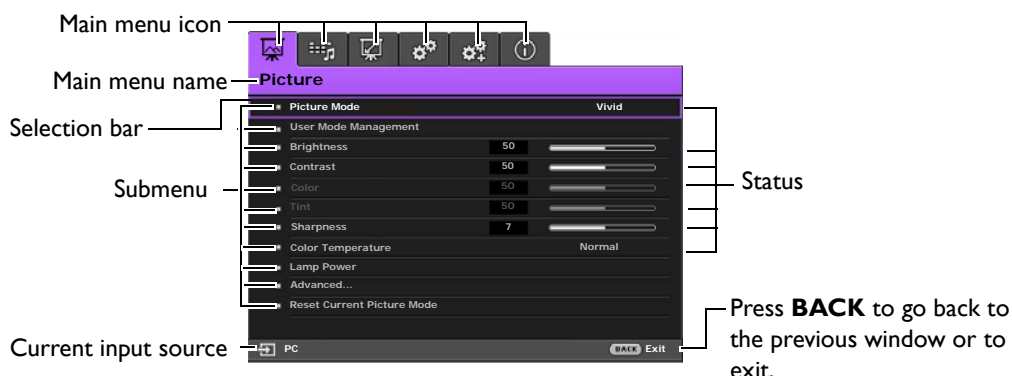 Main menu icon
Main menu name
Picture
Selection bar
Picture Mode Vivid
User Mode Management
Brightness 50
Contrast 50
Submenu
Color 50
Status
Tint 50
Sharpness 7
Color Temperature Normal
Lamp Power
Advanced...
Reset Current Picture Mode
Current input source
PC BACK Exit
Press BACK to go back to
the previous window or to
exit.